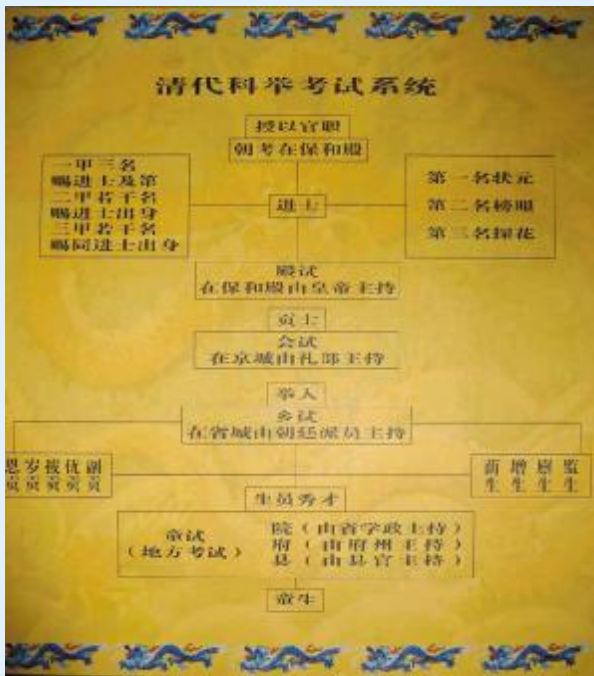 清代科举考试系统
授以官职
朝考在保和殿
一甲三名
赐进士及第
二甲若干名
赐进士出身
三甲若干名
赐同进士出身
进士
第一名状元
第二名榜眼
第三名探花
殿试
在保和殿由皇帝主持
贡士
会试
在京城由礼部主持
举人
乡试
在省城由朝廷派员主持
恩贡
岁贡
拔贡
优贡
副贡
增生
监生
生员秀才
童试
（地方考试）
院（由省学政主持）
府（由府州主持）
县（由县官主持）
童生